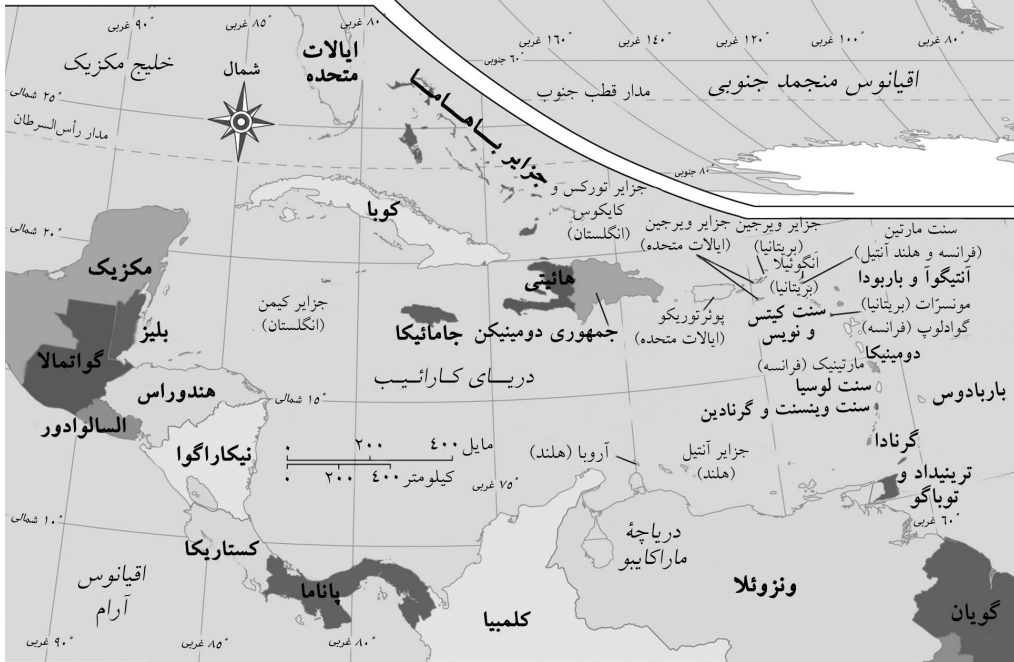 ۹۰° غربی
۸۵° غربی
۸۰ غربی
خلیج مکزیک
شمال
ایالات
متحده
۲۵° شمالی
مدار رأس‌السرطان
جزایر باهاما
۱۶۰° غربی
۱۴۰° غربی
۱۲۰° غربی
۱۰۰° غربی
۸۰° غربی
۶۰° جنوبی
اقیانوس منجمد جنوبی
مدار قطب جنوب
۸۰° جنوبی
جزایر تورکس و
کایکوس
(انگلستان)
کوبا
۲۰° شمالی
جزایر ویرجین
(ایالات متحده)
جزایر ویرجین
(بریتانیا)
آنگوئیلا
(بریتانیا)
سنت مارتین
(فرانسه و هلند آنتیل)
آنتیگوآ و باربودا
مونسرّات (بریتانیا)
گوادلوپ (فرانسه)
مکزیک
هائیتی
جزایر کیمن
(انگلستان)
جامائیکا
جمهوری دومینیکن
پوئرتوریکو
(ایالات متحده)
سنت کیتس
و نویس
بلیز
گواتمالا
دومینیکا
مارتینیک (فرانسه)
هندوراس
دریای کارائیب
۱۵° شمالی
سنت لوسیا
باربادوس
سنت وینسنت و گرنادین
السالوادور
نیکاراگوا
۰ ۲۰۰ ۴۰۰ مایل
۰ ۲۰۰ ۴۰۰ کیلومتر
۷۵° غربی
آروبا (هلند)
جزایر آنتیل
(هلند)
گرنادا
ترینیداد و
توباگو
۶۰° غربی
۱۰° شمالی
کستاریکا
دریاچهٔ
ماراکایبو
اقیانوس
آرام
پاناما
کلمبیا
ونزوئلا
گویان
۹۰° غربی
۸۵° غربی
۸۰° غربی